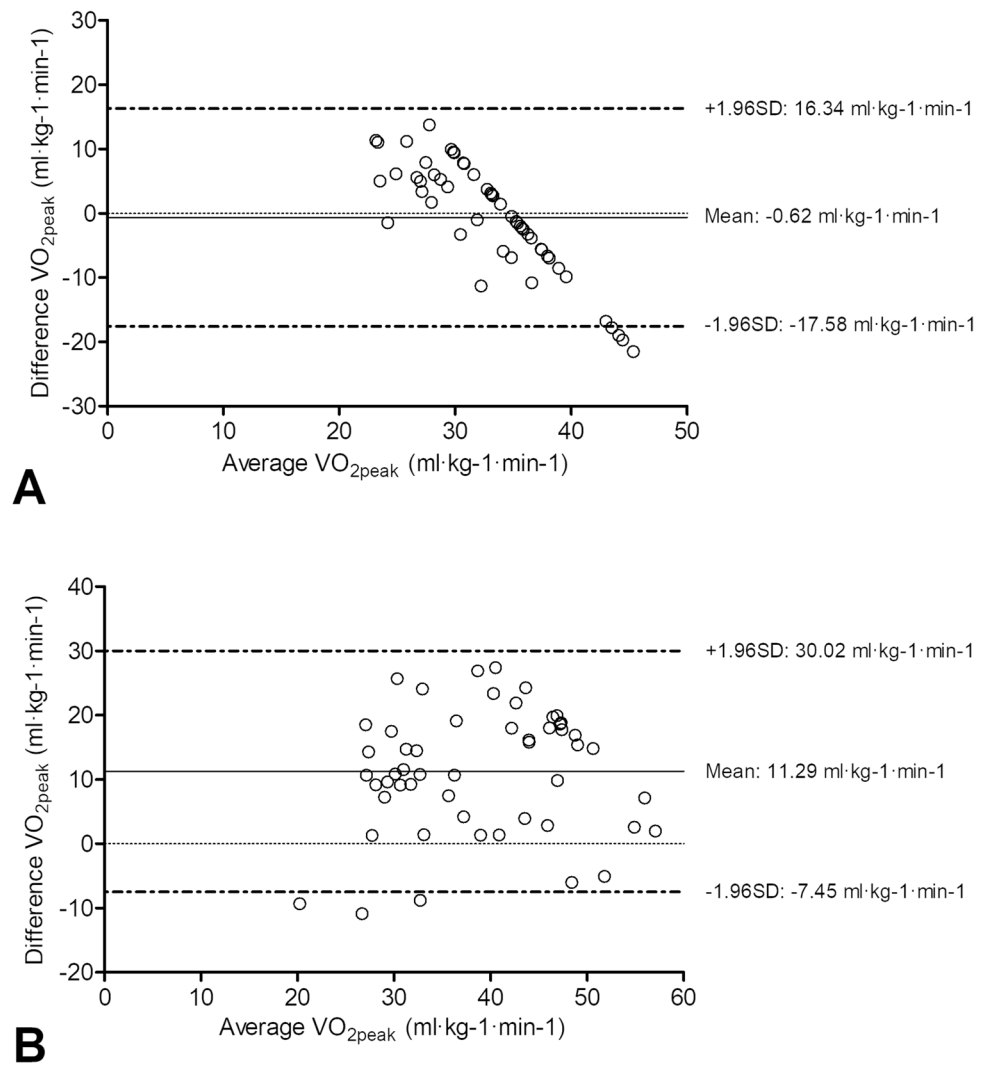 30
20
10
0
-10
-20
-30
Difference VO2peak (ml·kg-1·min-1)
+1.96SD: 16.34 ml·kg-1·min-1
Mean: -0.62 ml·kg-1·min-1
-1.96SD: -17.58 ml·kg-1·min-1
0 10 20 30 40 50
Average VO2peak (ml·kg-1·min-1)
A
40
30
20
10
0
-10
-20
Difference VO2peak (ml·kg-1·min-1)
+1.96SD: 30.02 ml·kg-1·min-1
Mean: 11.29 ml·kg-1·min-1
-1.96SD: -7.45 ml·kg-1·min-1
0 10 20 30 40 50 60
Average VO2peak (ml·kg-1·min-1)
B